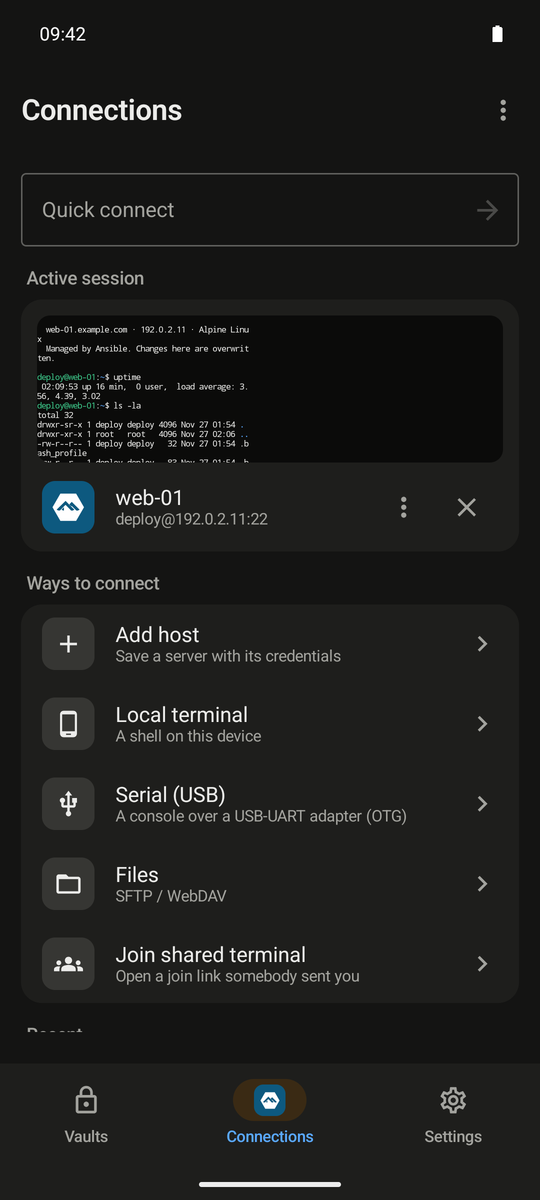 09:42
Connections
Quick connect
Active session
web-01.example.com · 192.0.2.11 · Alpine Linu
x
Managed by Ansible. Changes here are overwrit
ten.
deploy@web-01:~$ uptime
02:09:53 up 16 min, 0 user, load average: 3.
56, 4.39, 3.02
deploy@web-01:~$ ls -la
total 32
drwxr-sr-x 1 deploy deploy 4096 Nov 27 01:54 .
drwxr-xr-x 1 root root 4096 Nov 27 02:06 ..
-rw-r--r-- 1 deploy deploy 32 Nov 27 01:54 .b
ash_profile
web-01
deploy@192.0.2.11:22
Ways to connect
Add host
Save a server with its credentials
Local terminal
A shell on this device
Serial (USB)
A console over a USB-UART adapter (OTG)
Files
SFTP / WebDAV
Join shared terminal
Open a join link somebody sent you
Recent
Vaults
Connections
Settings